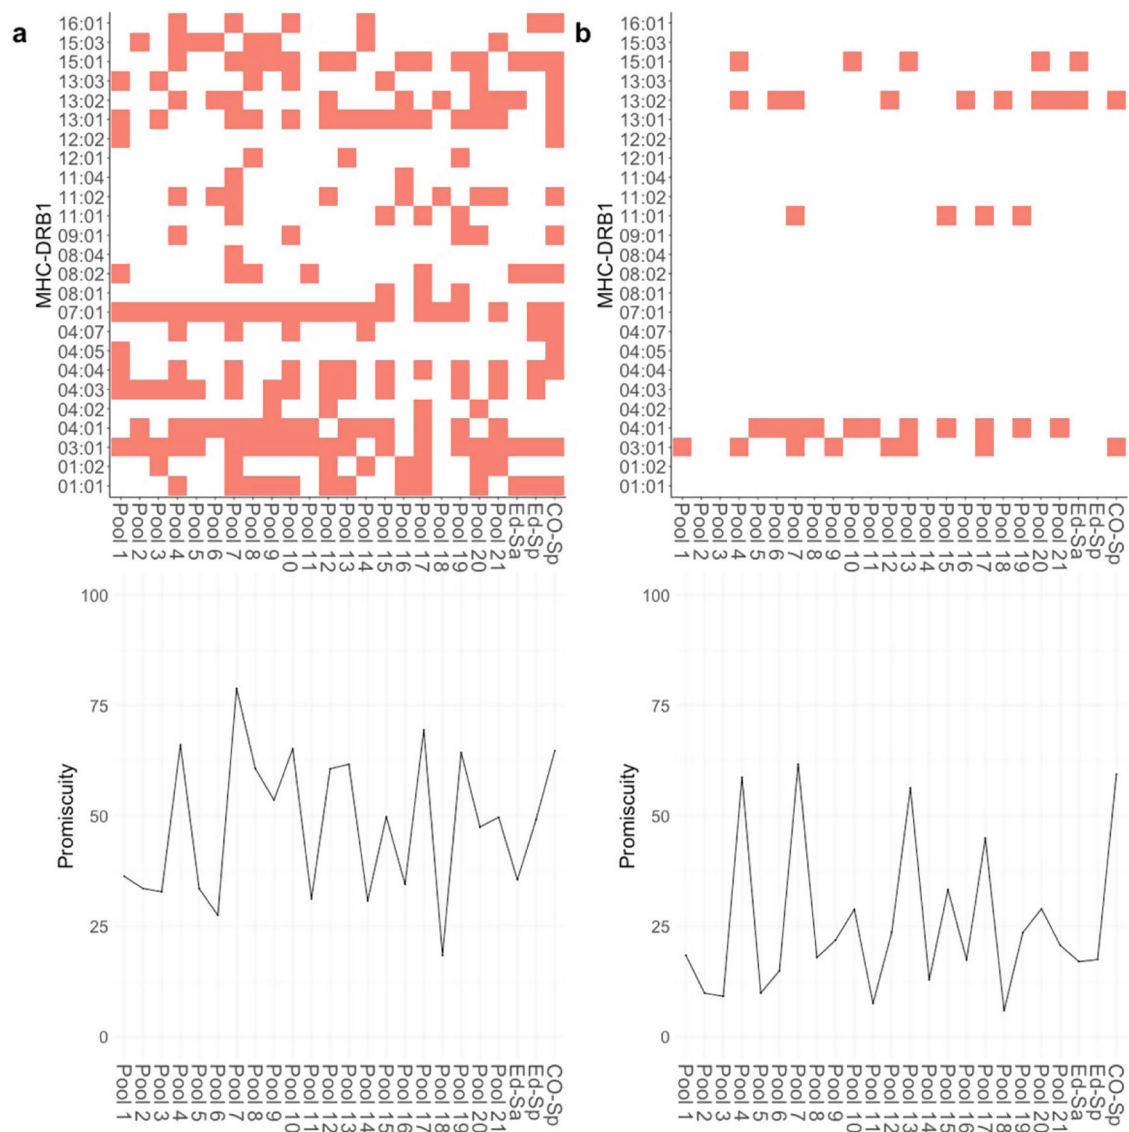 a
MHC-DRB1
16:01
15:03
15:01
13:03
13:02
13:01
12:02
12:01
11:04
11:02
11:01
09:01
08:04
08:02
08:01
07:01
04:07
04:05
04:04
04:03
04:02
04:01
03:01
01:02
01:01
Pool 1
Pool 2
Pool 3
Pool 4
Pool 5
Pool 6
Pool 7
Pool 8
Pool 9
Pool 10
Pool 11
Pool 12
Pool 13
Pool 14
Pool 15
Pool 16
Pool 17
Pool 18
Pool 19
Pool 20
Pool 21
Ed-Sa
Ed-Sp
CO-Sp
b
MHC-DRB1
16:01
15:03
15:01
13:03
13:02
13:01
12:02
12:01
11:04
11:02
11:01
09:01
08:04
08:02
08:01
07:01
04:07
04:05
04:04
04:03
04:02
04:01
03:01
01:02
01:01
Pool 1
Pool 2
Pool 3
Pool 4
Pool 5
Pool 6
Pool 7
Pool 8
Pool 9
Pool 10
Pool 11
Pool 12
Pool 13
Pool 14
Pool 15
Pool 16
Pool 17
Pool 18
Pool 19
Pool 20
Pool 21
Ed-Sa
Ed-Sp
CO-Sp
Promiscuity
100
75
50
25
0
Pool 1
Pool 2
Pool 3
Pool 4
Pool 5
Pool 6
Pool 7
Pool 8
Pool 9
Pool 10
Pool 11
Pool 12
Pool 13
Pool 14
Pool 15
Pool 16
Pool 17
Pool 18
Pool 19
Pool 20
Pool 21
Ed-Sa
Ed-Sp
CO-Sp
Promiscuity
100
75
50
25
0
Pool 1
Pool 2
Pool 3
Pool 4
Pool 5
Pool 6
Pool 7
Pool 8
Pool 9
Pool 10
Pool 11
Pool 12
Pool 13
Pool 14
Pool 15
Pool 16
Pool 17
Pool 18
Pool 19
Pool 20
Pool 21
Ed-Sa
Ed-Sp
CO-Sp